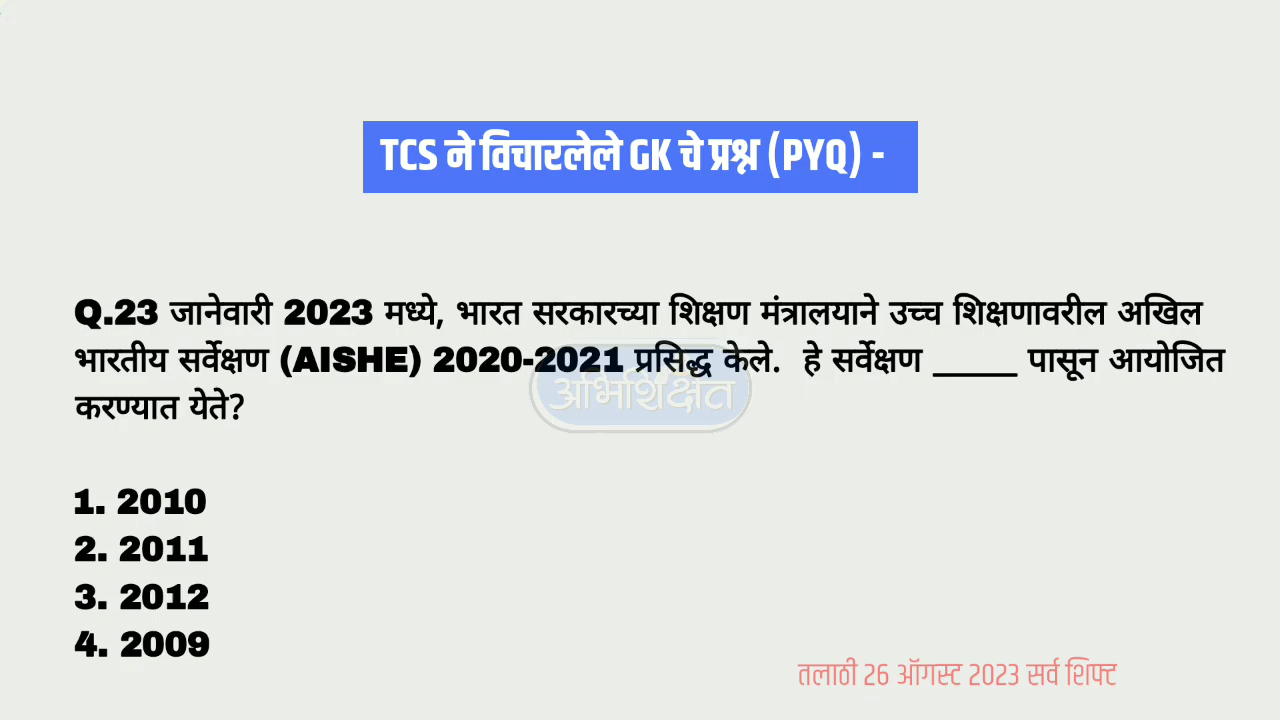 TCS ने विचारलेले GK चे प्रश्न (PYQ) -
Q.23 जानेवारी 2023 मध्ये, भारत सरकारच्या शिक्षण मंत्रालयाने उच्च शिक्षणावरील अखिल
भारतीय सर्वेक्षण (AISHE) 2020-2021 प्रसिद्ध केले. हे सर्वेक्षण _____ पासून आयोजित
करण्यात येते?
अभिशिक्षित
1. 2010
2. 2011
3. 2012
4. 2009
तलाठी 26 ऑगस्ट 2023 सर्व शिफ्ट